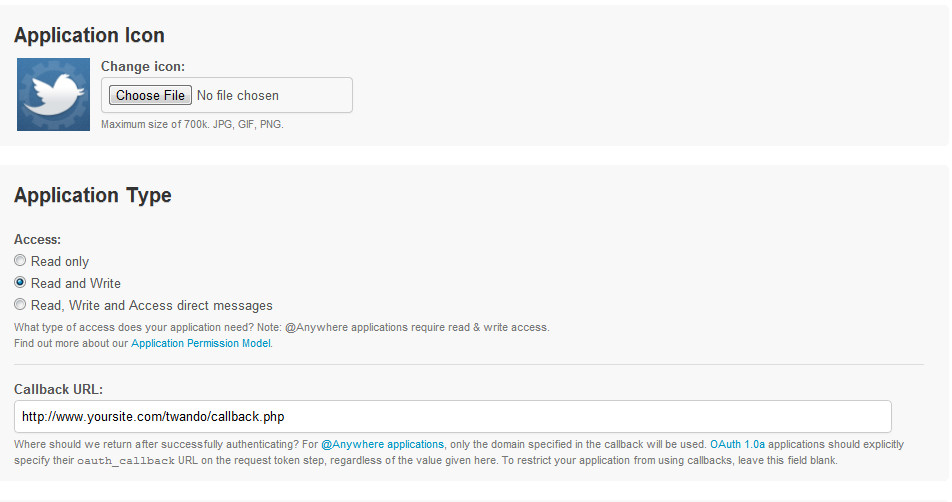 Application Icon
Change icon:
Choose File No file chosen
Maximum size of 700k. JPG, GIF, PNG.
Application Type
Access:
Read only
Read and Write
Read, Write and Access direct messages
What type of access does your application need? Note: @Anywhere applications require read & write access.
Find out more about our Application Permission Model.
Callback URL:
http://www.yoursite.com/twando/callback.php
Where should we return after successfully authenticating? For @Anywhere applications, only the domain specified in the callback will be used. OAuth 1.0a applications should explicitly
specify their oauth_callback URL on the request token step, regardless of the value given here. To restrict your application from using callbacks, leave this field blank.